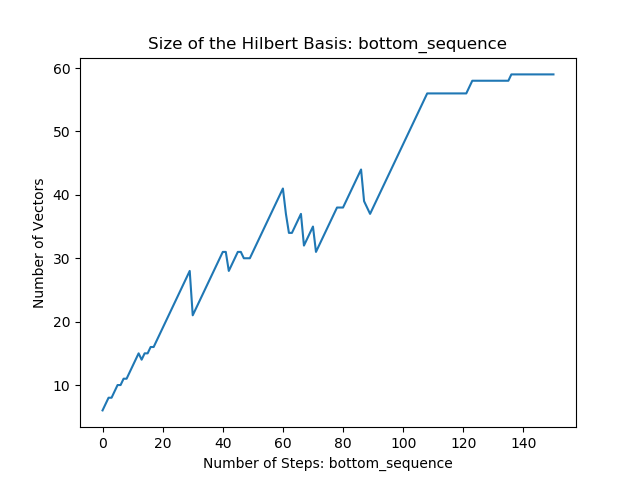 Size of the Hilbert Basis: bottom_sequence
60
50
40
30
20
10
Number of Vectors
0 20 40 60 80 100 120 140
Number of Steps: bottom_sequence